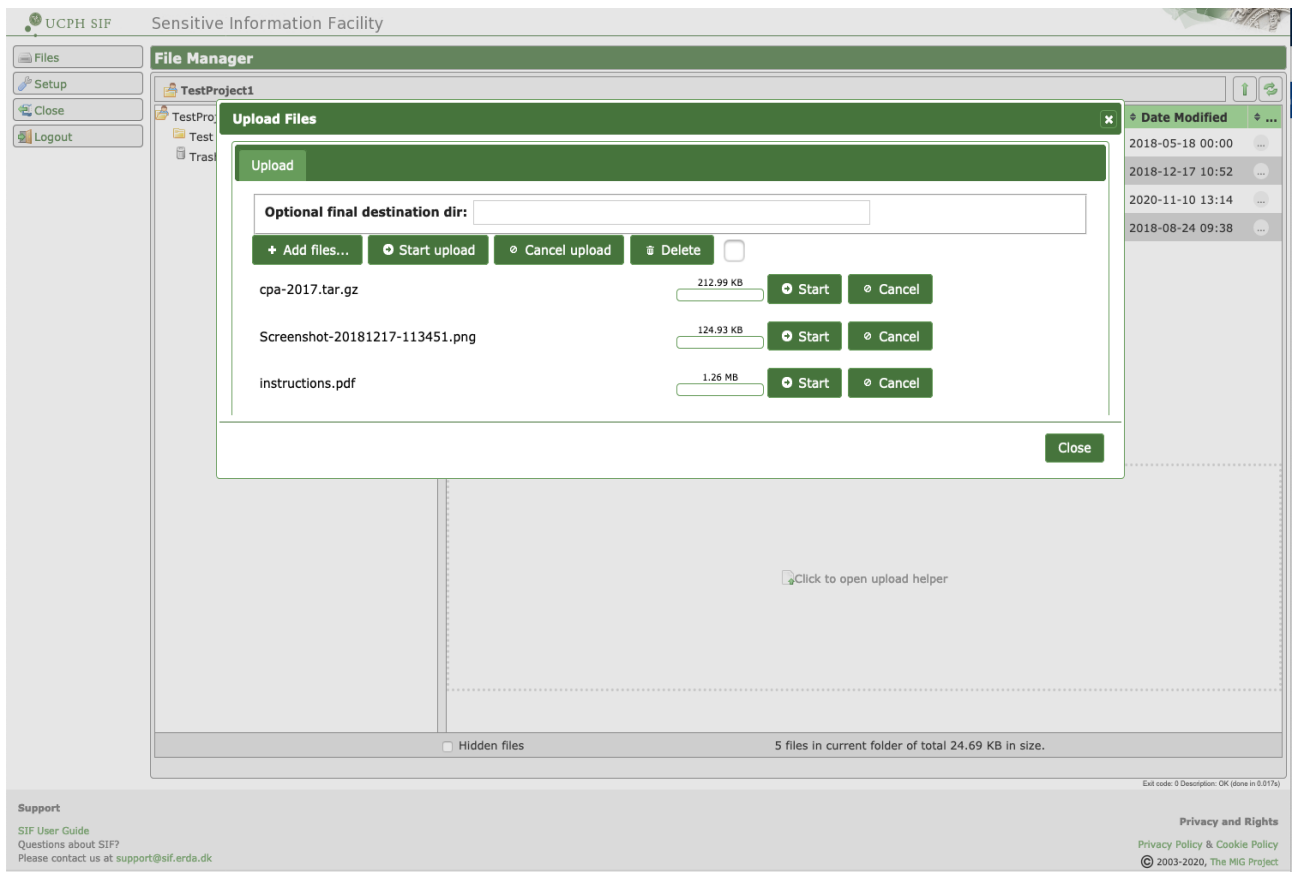 UCPH SIF Sensitive Information Facility
Files
Setup
Close
Logout
File Manager
TestProject1
TestProj
Test
Trash
Date Modified ...
2018-05-18 00:00 ...
2018-12-17 10:52 ...
2020-11-10 13:14 ...
2018-08-24 09:38 ...
Upload Files
Upload
Optional final destination dir:
+ Add files... Start upload Cancel upload Delete
cpa-2017.tar.gz 212.99 KB Start Cancel
Screenshot-20181217-113451.png 124.93 KB Start Cancel
instructions.pdf 1.26 MB Start Cancel
Close
Click to open upload helper
Hidden files 5 files in current folder of total 24.69 KB in size.
Exit code: 0 Description: OK (done in 0.017s)
Support
SIF User Guide
Questions about SIF?
Please contact us at support@sif.erda.dk
Privacy and Rights
Privacy Policy & Cookie Policy
© 2003-2020, The MiG Project